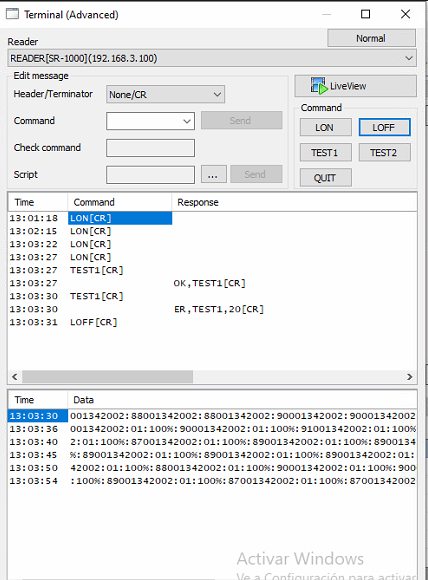 Terminal (Advanced)
Reader
Normal
READER[SR-1000](192.168.3.100)
Edit message
Header/Terminator
None/CR
Command
Send
Check command
Script
...
Send
LiveView
Command
LON
LOFF
TEST1
TEST2
QUIT
Time Command Response
13:01:18 LON[CR]
13:02:15 LON[CR]
13:03:22 LON[CR]
13:03:27 LON[CR]
13:03:27 TEST1[CR]
13:03:27 OK,TEST1[CR]
13:03:30 TEST1[CR]
13:03:30 ER,TEST1,20[CR]
13:03:31 LOFF[CR]
Time Data
13:03:30 001342002:88001342002:88001342002:90001342002:90001342002
13:03:36 001342002:01:100%:90001342002:01:100%:91001342002:01:100%
13:03:40 2:01:100%:87001342002:01:100%:89001342002:01:100%:8900134
13:03:45 %:89001342002:01:100%:89001342002:01:100%:89001342002:01:
13:03:50 42002:01:100%:88001342002:01:100%:90001342002:01:100%:900
13:03:54 :100%:89001342002:01:100%:87001342002:01:100%:87001342002
Activar Windows
Ve a Configuración para activar